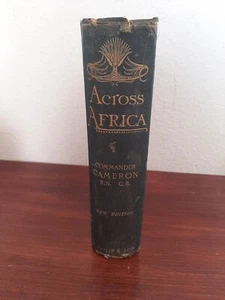 ACROSS
AFRICA
COMMANDER
CAMERON
R.N. C.B.
NEW EDITION